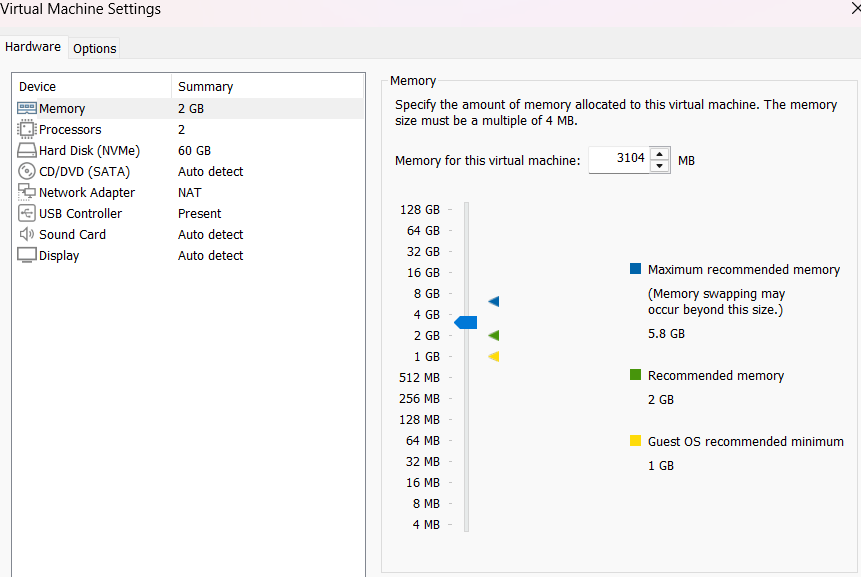 Virtual Machine Settings
Hardware
Options
Device Summary
Memory 2 GB
Processors 2
Hard Disk (NVMe) 60 GB
CD/DVD (SATA) Auto detect
Network Adapter NAT
USB Controller Present
Sound Card Auto detect
Display Auto detect
Memory
Specify the amount of memory allocated to this virtual machine. The memory
size must be a multiple of 4 MB.
Memory for this virtual machine: 3104 MB
128 GB
64 GB
32 GB
16 GB
8 GB
4 GB
2 GB
1 GB
512 MB
256 MB
128 MB
64 MB
32 MB
16 MB
8 MB
4 MB
Maximum recommended memory
(Memory swapping may
occur beyond this size.)
5.8 GB
Recommended memory
2 GB
Guest OS recommended minimum
1 GB